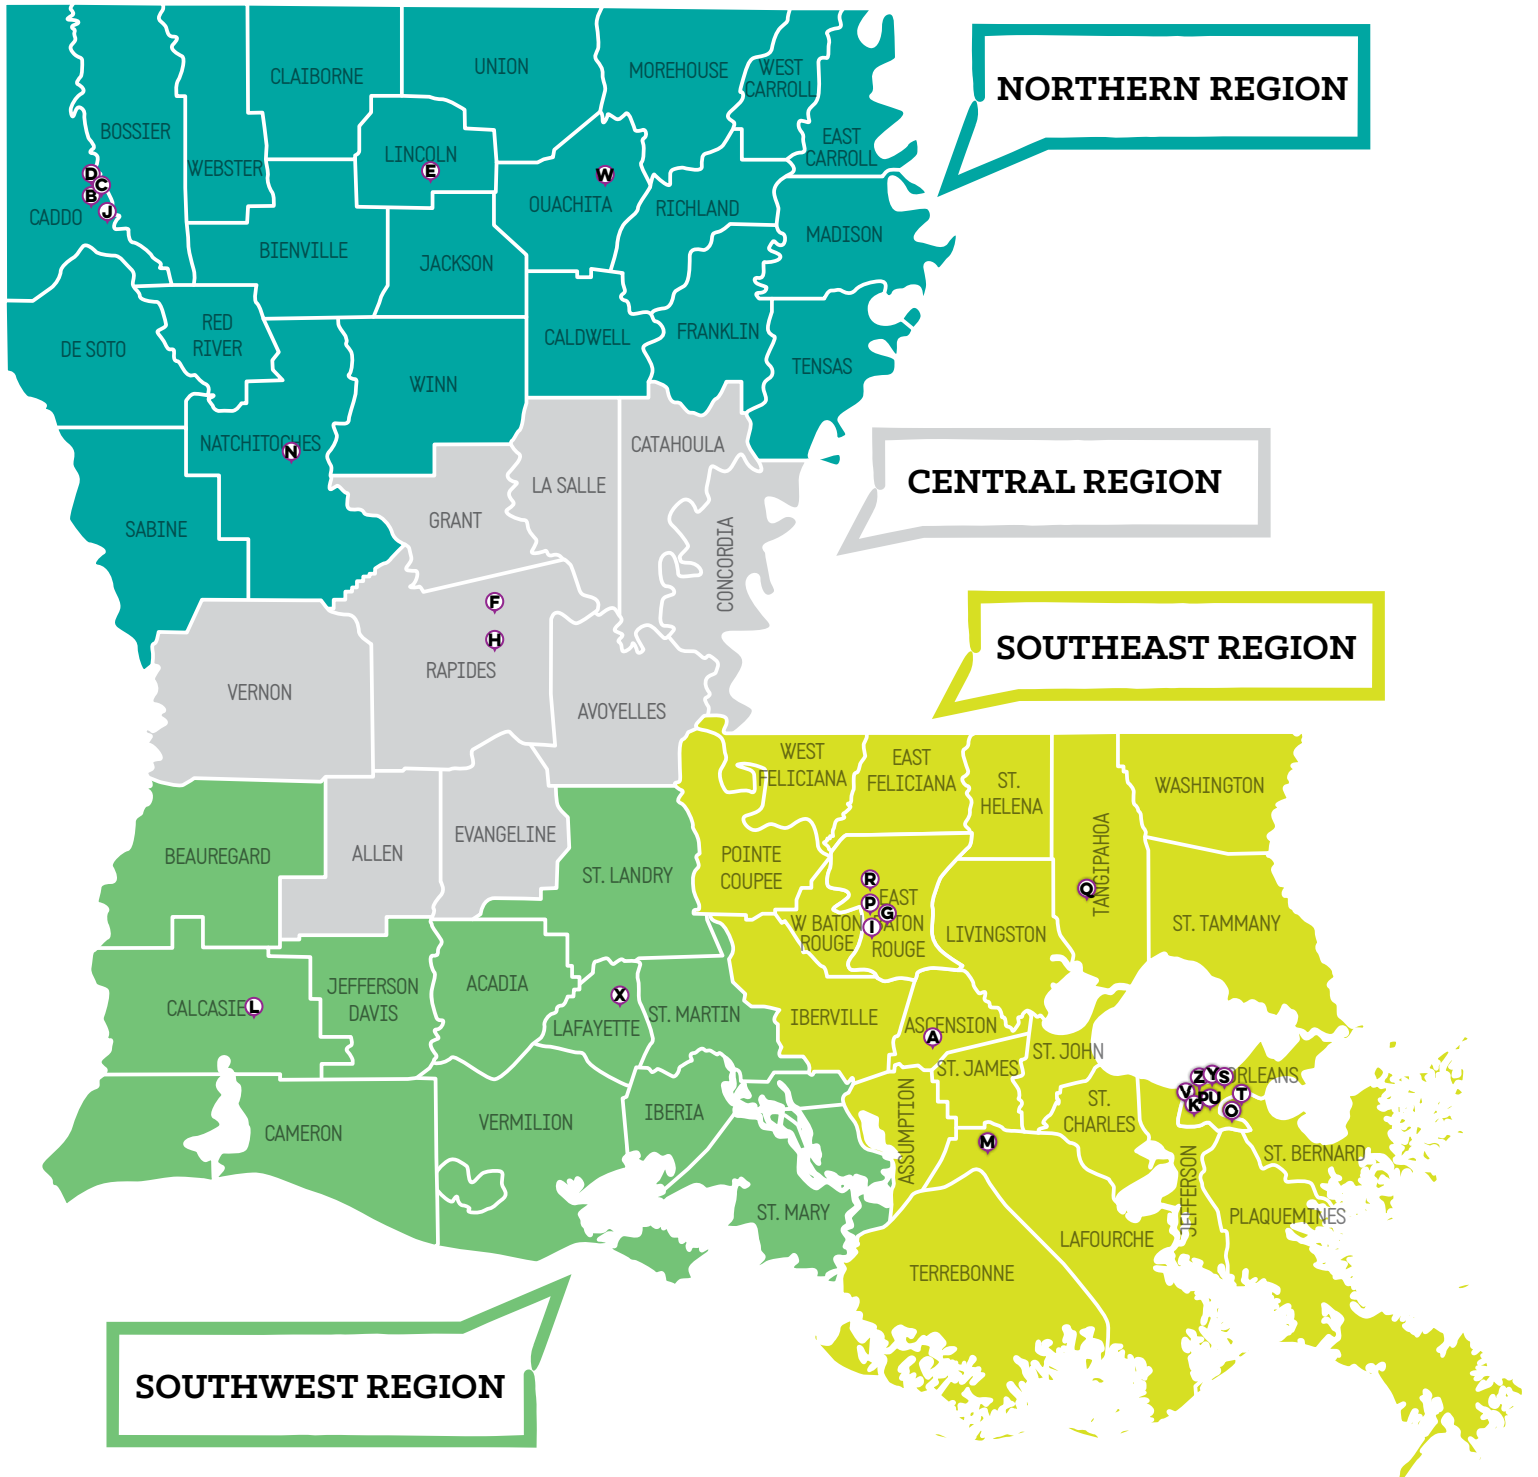 CLAIBORNE
UNION
MOREHOUSE
WEST
CARROLL
NORTHERN REGION
BOSSIER
EAST
CARROLL
WEBSTER
LINCOLN
D
C
B
J
E
W
CADDO
OUACHITA
RICHLAND
MADISON
BIENVILLE
JACKSON
RED
RIVER
DE SOTO
CALDWELL
FRANKLIN
TENSAS
WINN
NATCHITOCHES
N
CATAHOULA
LA SALLE
CENTRAL REGION
SABINE
GRANT
CONCORDIA
F
H
RAPIDES
SOUTHEAST REGION
VERNON
AVOYELLES
WEST
FELICIANA
EAST
FELICIANA
ST.
HELENA
WASHINGTON
TANGIPAHOA
BEAUREGARD
ALLEN
EVANGELINE
ST. LANDRY
POINTE
COUPEE
R
P
G
I
Q
EAST
BATON
ROUGE
W BATON
ROUGE
LIVINGSTON
ST. TAMMANY
CALCASIEU
L
JEFFERSON
DAVIS
ACADIA
X
LAFAYETTE
ST. MARTIN
IBERVILLE
ASCENSION
A
ST. JAMES
ST. JOHN
ORLEANS
Z
Y
S
V
K
P
U
T
O
ST.
CHARLES
ASSUMPTION
CAMERON
VERMILION
IBERIA
M
ST. BERNARD
JEFFERSON
ST. MARY
PLAQUEMINES
LAFOURCHE
TERREBONNE
SOUTHWEST REGION